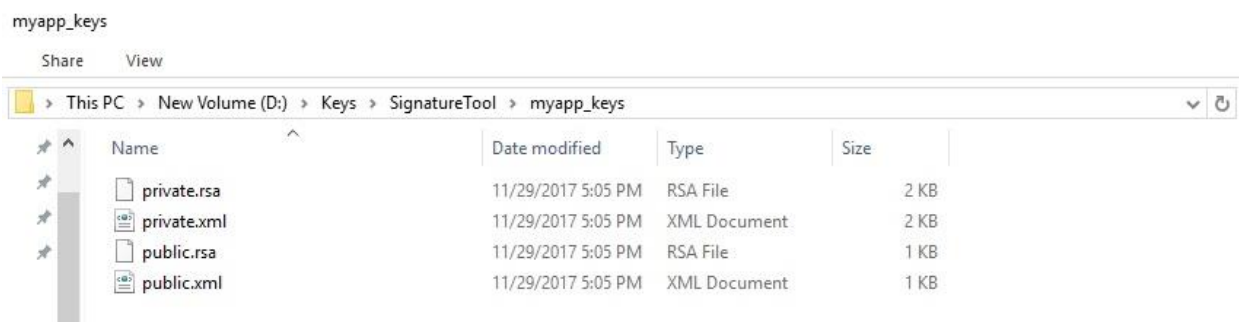 myapp_keys
Share View
> This PC > New Volume (D:) > Keys > SignatureTool > myapp_keys
Name Date modified Type Size
private.rsa 11/29/2017 5:05 PM RSA File 2 KB
private.xml 11/29/2017 5:05 PM XML Document 2 KB
public.rsa 11/29/2017 5:05 PM RSA File 1 KB
public.xml 11/29/2017 5:05 PM XML Document 1 KB